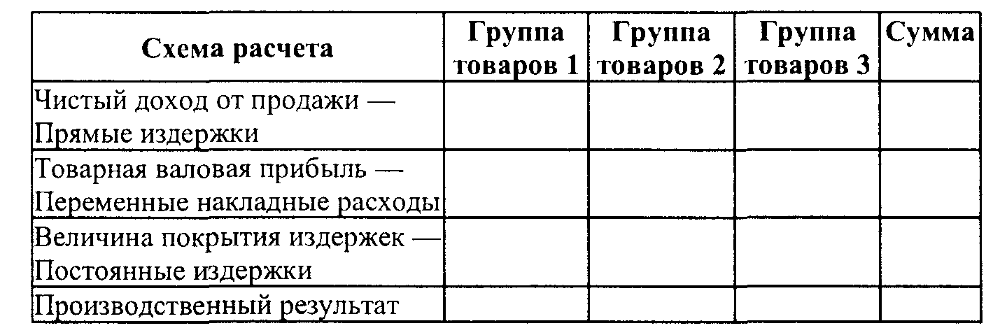 Схема расчета
Группа товаров 1
Группа товаров 2
Группа товаров 3
Сумма
Чистый доход от продажи —
Прямые издержки
Товарная валовая прибыль —
Переменные накладные расходы
Величина покрытия издержек —
Постоянные издержки
Производственный результат